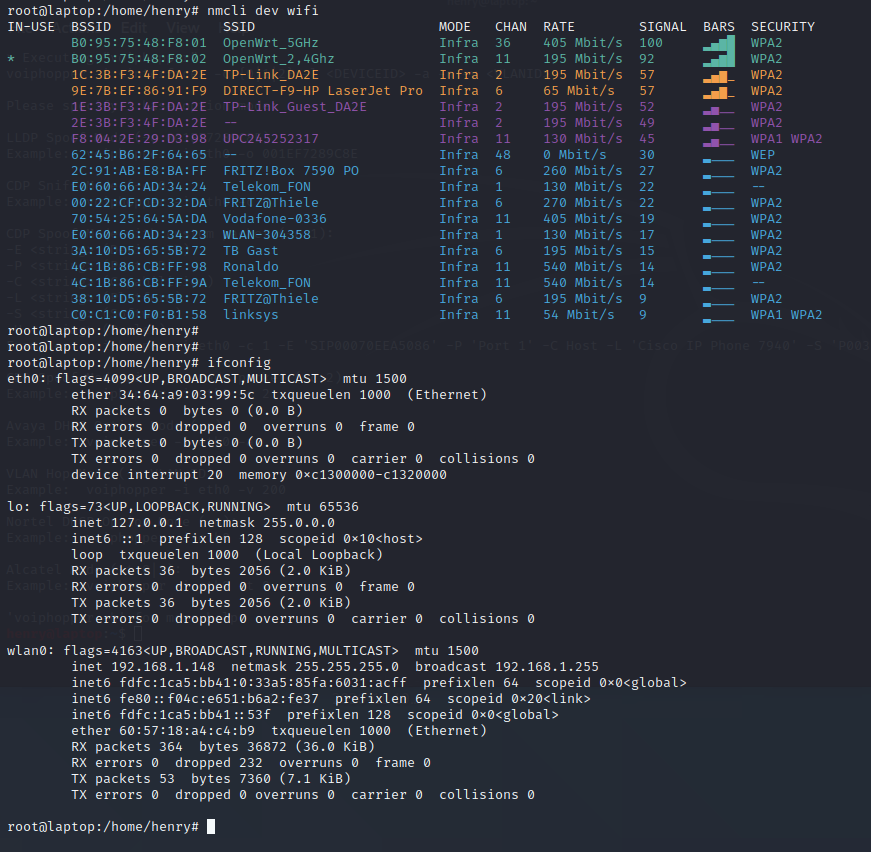 root@laptop:/home/henry# nmcli dev wifi
IN-USE  BSSID              SSID                       MODE   CHAN  RATE        SIGNAL  BARS  SECURITY
        B0:95:75:48:F8:01  OpenWrt_5GHz               Infra  36    405 Mbit/s  100     ▂▄▆█  WPA2
*       B0:95:75:48:F8:02  OpenWrt_2,4Ghz             Infra  11    195 Mbit/s  92      ▂▄▆█  WPA2
        1C:3B:F3:4F:DA:2E  TP-Link_DA2E               Infra  2     195 Mbit/s  57      ▂▄▆_  WPA2
        9E:7B:EF:86:91:F9  DIRECT-F9-HP LaserJet Pro  Infra  6     65 Mbit/s   57      ▂▄▆_  WPA2
        1E:3B:F3:4F:DA:2E  TP-Link_Guest_DA2E         Infra  2     195 Mbit/s  52      ▂▄__  WPA2
        2E:3B:F3:4F:DA:2E  --                         Infra  2     195 Mbit/s  49      ▂▄__  WPA2
        F8:04:2E:29:D3:98  UPC245252317               Infra  11    130 Mbit/s  45      ▂▄__  WPA1 WPA2
        62:45:B6:2F:64:65  --                         Infra  48    0 Mbit/s    30      ▂___  WEP
        2C:91:AB:E8:BA:FF  FRITZ!Box 7590 PO          Infra  6     260 Mbit/s  27      ▂___  WPA2
        E0:60:66:AD:34:24  Telekom_FON                Infra  1     130 Mbit/s  22      ▂___  --
        00:22:CF:CD:32:DA  FRITZ@Thiele               Infra  6     270 Mbit/s  22      ▂___  WPA2
        70:54:25:64:5A:DA  Vodafone-0336              Infra  11    405 Mbit/s  19      ▂___  WPA2
        E0:60:66:AD:34:23  WLAN-304358                Infra  1     130 Mbit/s  17      ▂___  WPA2
        3A:10:D5:65:5B:72  TB Gast                    Infra  6     195 Mbit/s  15      ▂___  WPA2
        4C:1B:86:CB:FF:98  Ronaldo                    Infra  11    540 Mbit/s  14      ▂___  WPA2
        4C:1B:86:CB:FF:9A  Telekom_FON                Infra  11    540 Mbit/s  14      ▂___  --
        38:10:D5:65:5B:72  FRITZ@Thiele               Infra  6     195 Mbit/s  9       ▂___  WPA2
        C0:C1:C0:F0:B1:58  linksys                    Infra  11    54 Mbit/s   9       ▂___  WPA1 WPA2
root@laptop:/home/henry#
root@laptop:/home/henry#
root@laptop:/home/henry# ifconfig
eth0: flags=4099<UP,BROADCAST,MULTICAST>  mtu 1500
        ether 34:64:a9:03:99:5c  txqueuelen 1000  (Ethernet)
        RX packets 0  bytes 0 (0.0 B)
        RX errors 0  dropped 0  overruns 0  frame 0
        TX packets 0  bytes 0 (0.0 B)
        TX errors 0  dropped 0 overruns 0  carrier 0  collisions 0
        device interrupt 20  memory 0xc1300000-c1320000

lo: flags=73<UP,LOOPBACK,RUNNING>  mtu 65536
        inet 127.0.0.1  netmask 255.0.0.0
        inet6 ::1  prefixlen 128  scopeid 0x10<host>
        loop  txqueuelen 1000  (Local Loopback)
        RX packets 36  bytes 2056 (2.0 KiB)
        RX errors 0  dropped 0  overruns 0  frame 0
        TX packets 36  bytes 2056 (2.0 KiB)
        TX errors 0  dropped 0 overruns 0  carrier 0  collisions 0

wlan0: flags=4163<UP,BROADCAST,RUNNING,MULTICAST>  mtu 1500
        inet 192.168.1.148  netmask 255.255.255.0  broadcast 192.168.1.255
        inet6 fdfc:1ca5:bb41:0:33a5:85fa:6031:acff  prefixlen 64  scopeid 0x0<global>
        inet6 fe80::f04c:e651:b6a2:fe37  prefixlen 64  scopeid 0x20<link>
        inet6 fdfc:1ca5:bb41::53f  prefixlen 128  scopeid 0x0<global>
        ether 60:57:18:a4:c4:b9  txqueuelen 1000  (Ethernet)
        RX packets 364  bytes 36872 (36.0 KiB)
        RX errors 0  dropped 232  overruns 0  frame 0
        TX packets 53  bytes 7360 (7.1 KiB)
        TX errors 0  dropped 0 overruns 0  carrier 0  collisions 0

root@laptop:/home/henry#